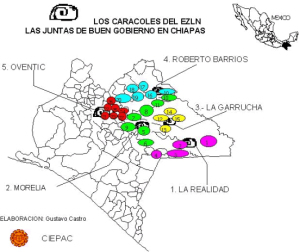 LOS CARACOLES DEL EZLN
LAS JUNTAS DE BUEN GOBIERNO EN CHIAPAS
MEXICO
4. ROBERTO BARRIOS
5. OVENTIC
3.- LA GARRUCHA
2. MORELIA
1. LA REALIDAD
ELABORACION: Gustavo Castro
CIEPAC